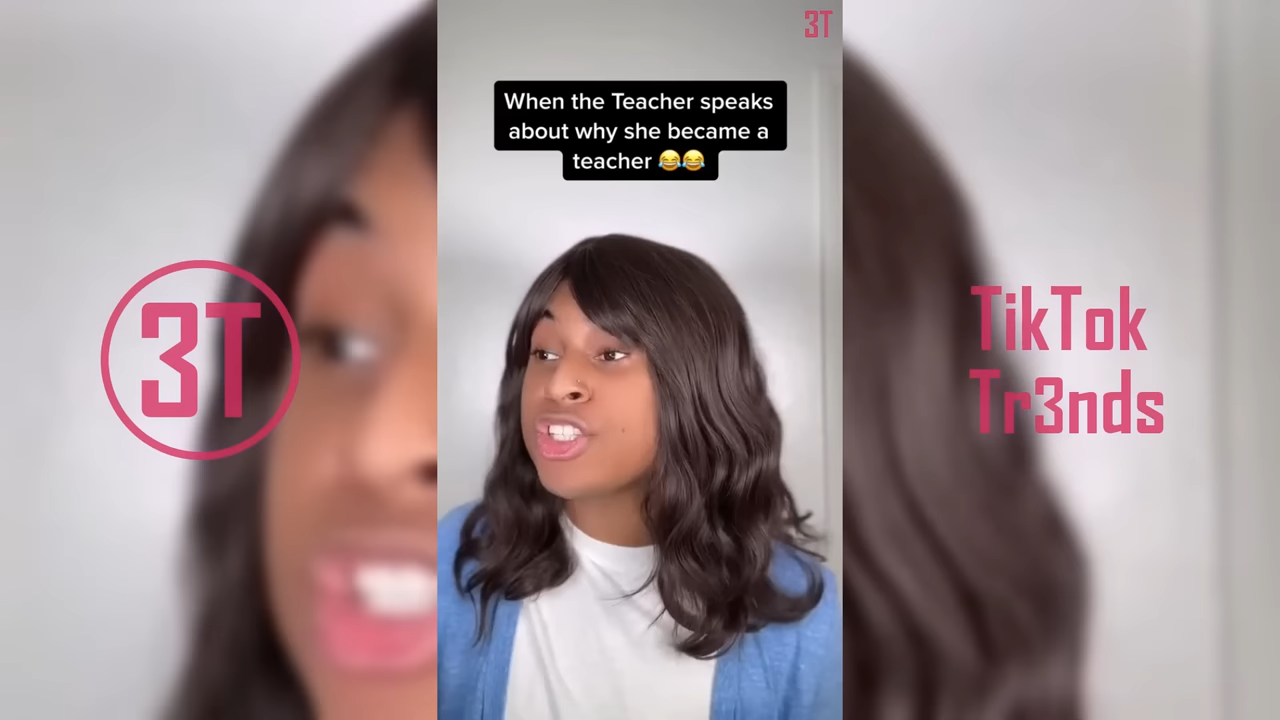 3T
When the Teacher speaks
about why she became a
teacher 😂😂
3T
TikTok
Tr3nds